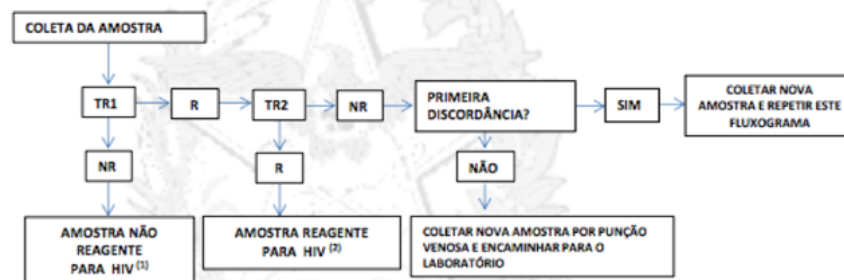 COLETA DA AMOSTRA
TR1
R
TR2
NR
PRIMEIRA
DISCORDÂNCIA?
SIM
COLETAR NOVA
AMOSTRA E REPETIR ESTE
FLUXOGRAMA
NR
R
NÃO
AMOSTRA NÃO
REAGENTE
PARA HIV (1)
AMOSTRA REAGENTE
PARA HIV (2)
COLETAR NOVA AMOSTRA POR PUNÇÃO
VENOSA E ENCAMINHAR PARA O
LABORATÓRIO